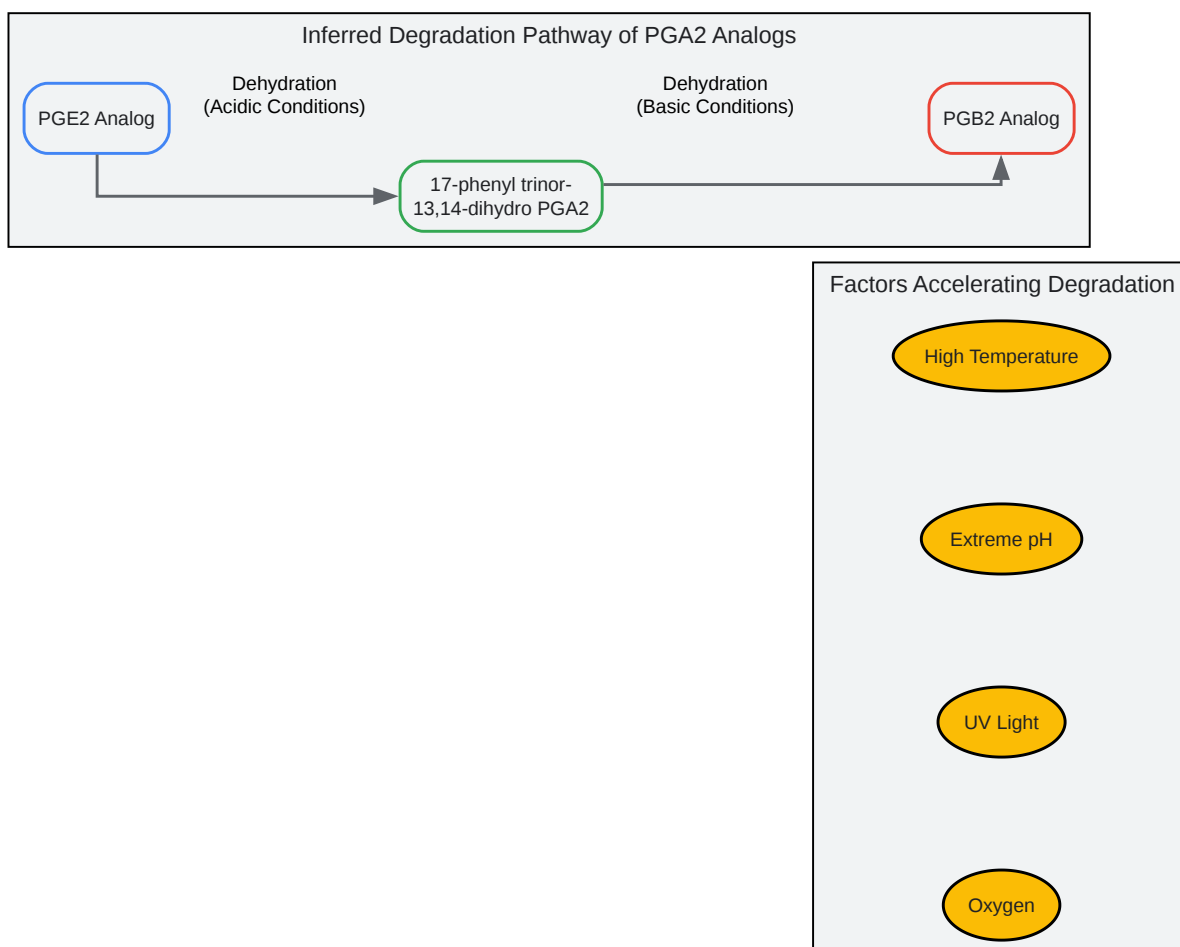 Inferred Degradation Pathway of PGA2 Analogs
Dehydration
(Acidic Conditions)
Dehydration
(Basic Conditions)
PGE2 Analog
PGB2 Analog
17-phenyl trinor-
13,14-dihydro PGA2
Factors Accelerating Degradation
High Temperature
Extreme pH
UV Light
Oxygen